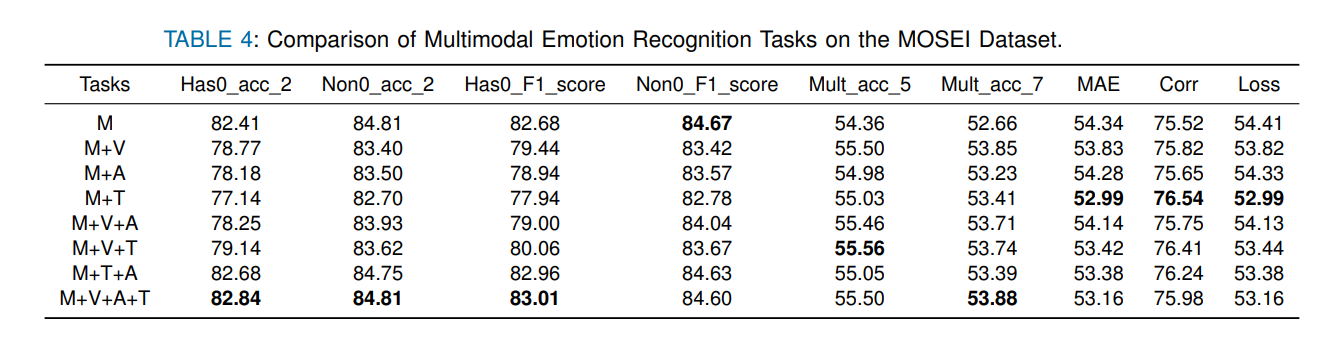 TABLE 4: Comparison of Multimodal Emotion Recognition Tasks on the MOSEI Dataset.
Tasks Has0_acc_2 Non0_acc_2 Has0_F1_score Non0_F1_score Mult_acc_5 Mult_acc_7 MAE Corr Loss
M 82.41 84.81 82.68 84.67 54.36 52.66 54.34 75.52 54.41
M+V 78.77 83.40 79.44 83.42 55.50 53.85 53.83 75.82 53.82
M+A 78.18 83.50 78.94 83.57 54.98 53.23 54.28 75.65 54.33
M+T 77.14 82.70 77.94 82.78 55.03 53.41 52.99 76.54 52.99
M+V+A 78.25 83.93 79.00 84.04 55.46 53.71 54.14 75.75 54.13
M+V+T 79.14 83.62 80.06 83.67 55.56 53.74 53.42 76.41 53.44
M+T+A 82.68 84.75 82.96 84.63 55.05 53.39 53.38 76.24 53.38
M+V+A+T 82.84 84.81 83.01 84.60 55.50 53.88 53.16 75.98 53.16